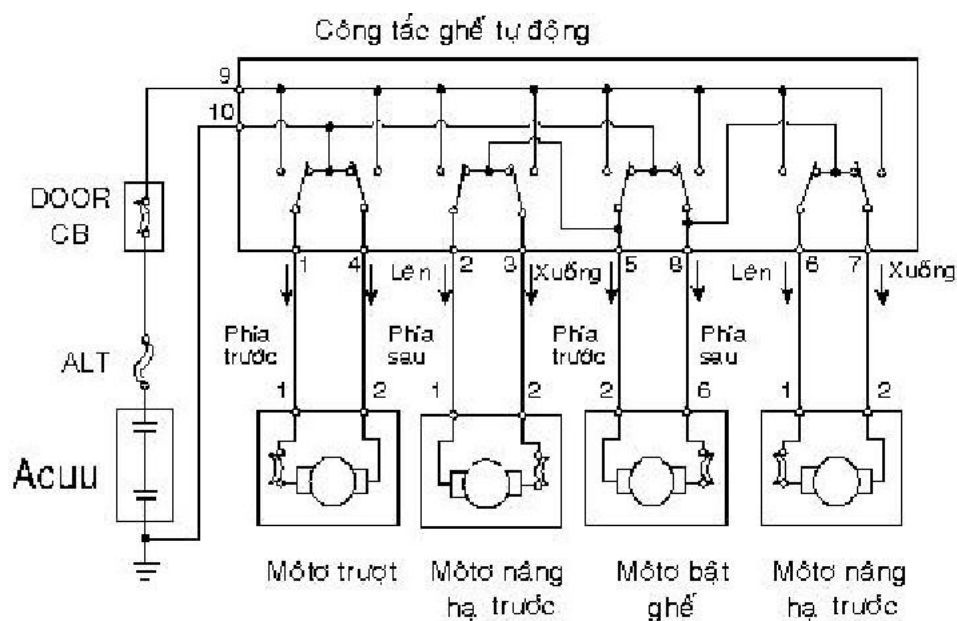 Công tắc ghế tự động
9
10
DOOR
CB
ALT
Acuu
1
4
Lên
2
3
Xuống
5
8
Lên
6
7
Xuống
Phía
trước
Phía
sau
Phía
trước
Phía
sau
1
2
1
2
2
6
1
2
Môtơ trượt
Môtơ nâng
hạ trước
Môtơ bật
ghế
Môtơ nâng
hạ trước